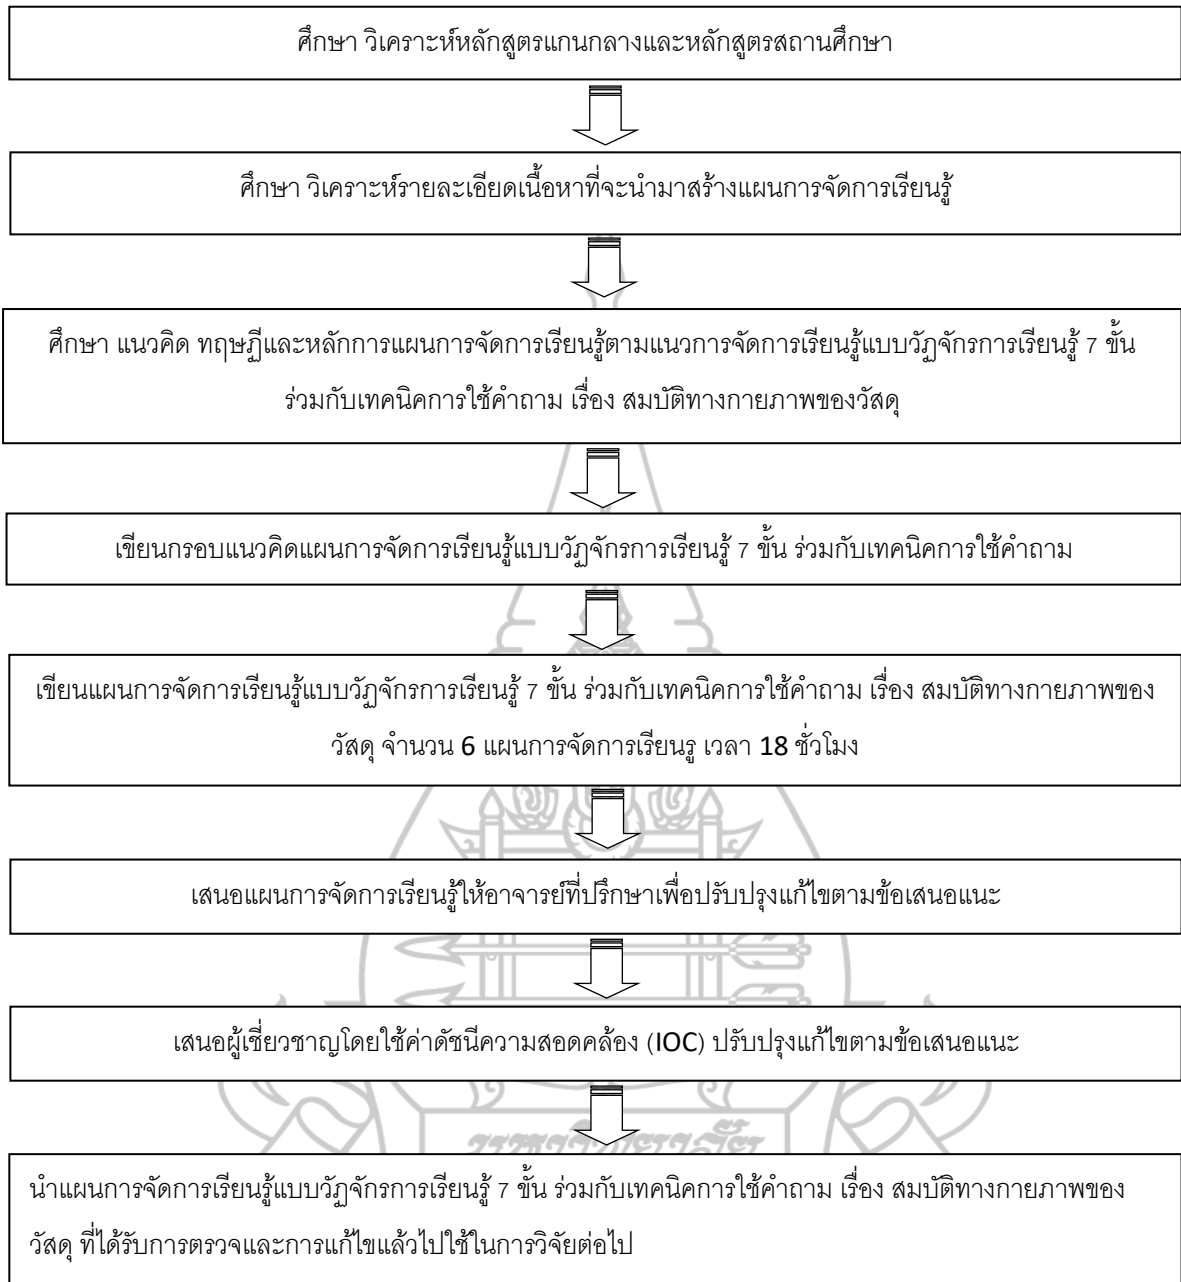 ศึกษา วิเคราะห์หลักสูตรแกนกลางและหลักสูตรสถานศึกษา
ศึกษา วิเคราะห์รายละเอียดเนื้อหาที่จะนำมาสร้างแผนการจัดการเรียนรู้
ศึกษา แนวคิด ทฤษฎีและหลักการแผนการจัดการเรียนรู้ตามแนวการจัดการเรียนรู้แบบวัฏจักรการเรียนรู้ 7 ขั้น
ร่วมกับเทคนิคการใช้คำถาม เรื่อง สมบัติทางกายภาพของวัสดุ
เขียนกรอบแนวคิดแผนการจัดการเรียนรู้แบบวัฏจักรการเรียนรู้ 7 ขั้น ร่วมกับเทคนิคการใช้คำถาม
เขียนแผนการจัดการเรียนรู้แบบวัฏจักรการเรียนรู้ 7 ขั้น ร่วมกับเทคนิคการใช้คำถาม เรื่อง สมบัติทางกายภาพของ
วัสดุ จำนวน 6 แผนการจัดการเรียนรู เวลา 18 ชั่วโมง
เสนอแผนการจัดการเรียนรู้ให้อาจารย์ที่ปรึกษาเพื่อปรับปรุงแก้ไขตามข้อเสนอแนะ
เสนอผู้เชี่ยวชาญโดยใช้ค่าดัชนีความสอดคล้อง (IOC) ปรับปรุงแก้ไขตามข้อเสนอแนะ
นำแผนการจัดการเรียนรู้แบบวัฏจักรการเรียนรู้ 7 ขั้น ร่วมกับเทคนิคการใช้คำถาม เรื่อง สมบัติทางกายภาพของ
วัสดุ ที่ได้รับการตรวจและการแก้ไขแล้วไปใช้ในการวิจัยต่อไป